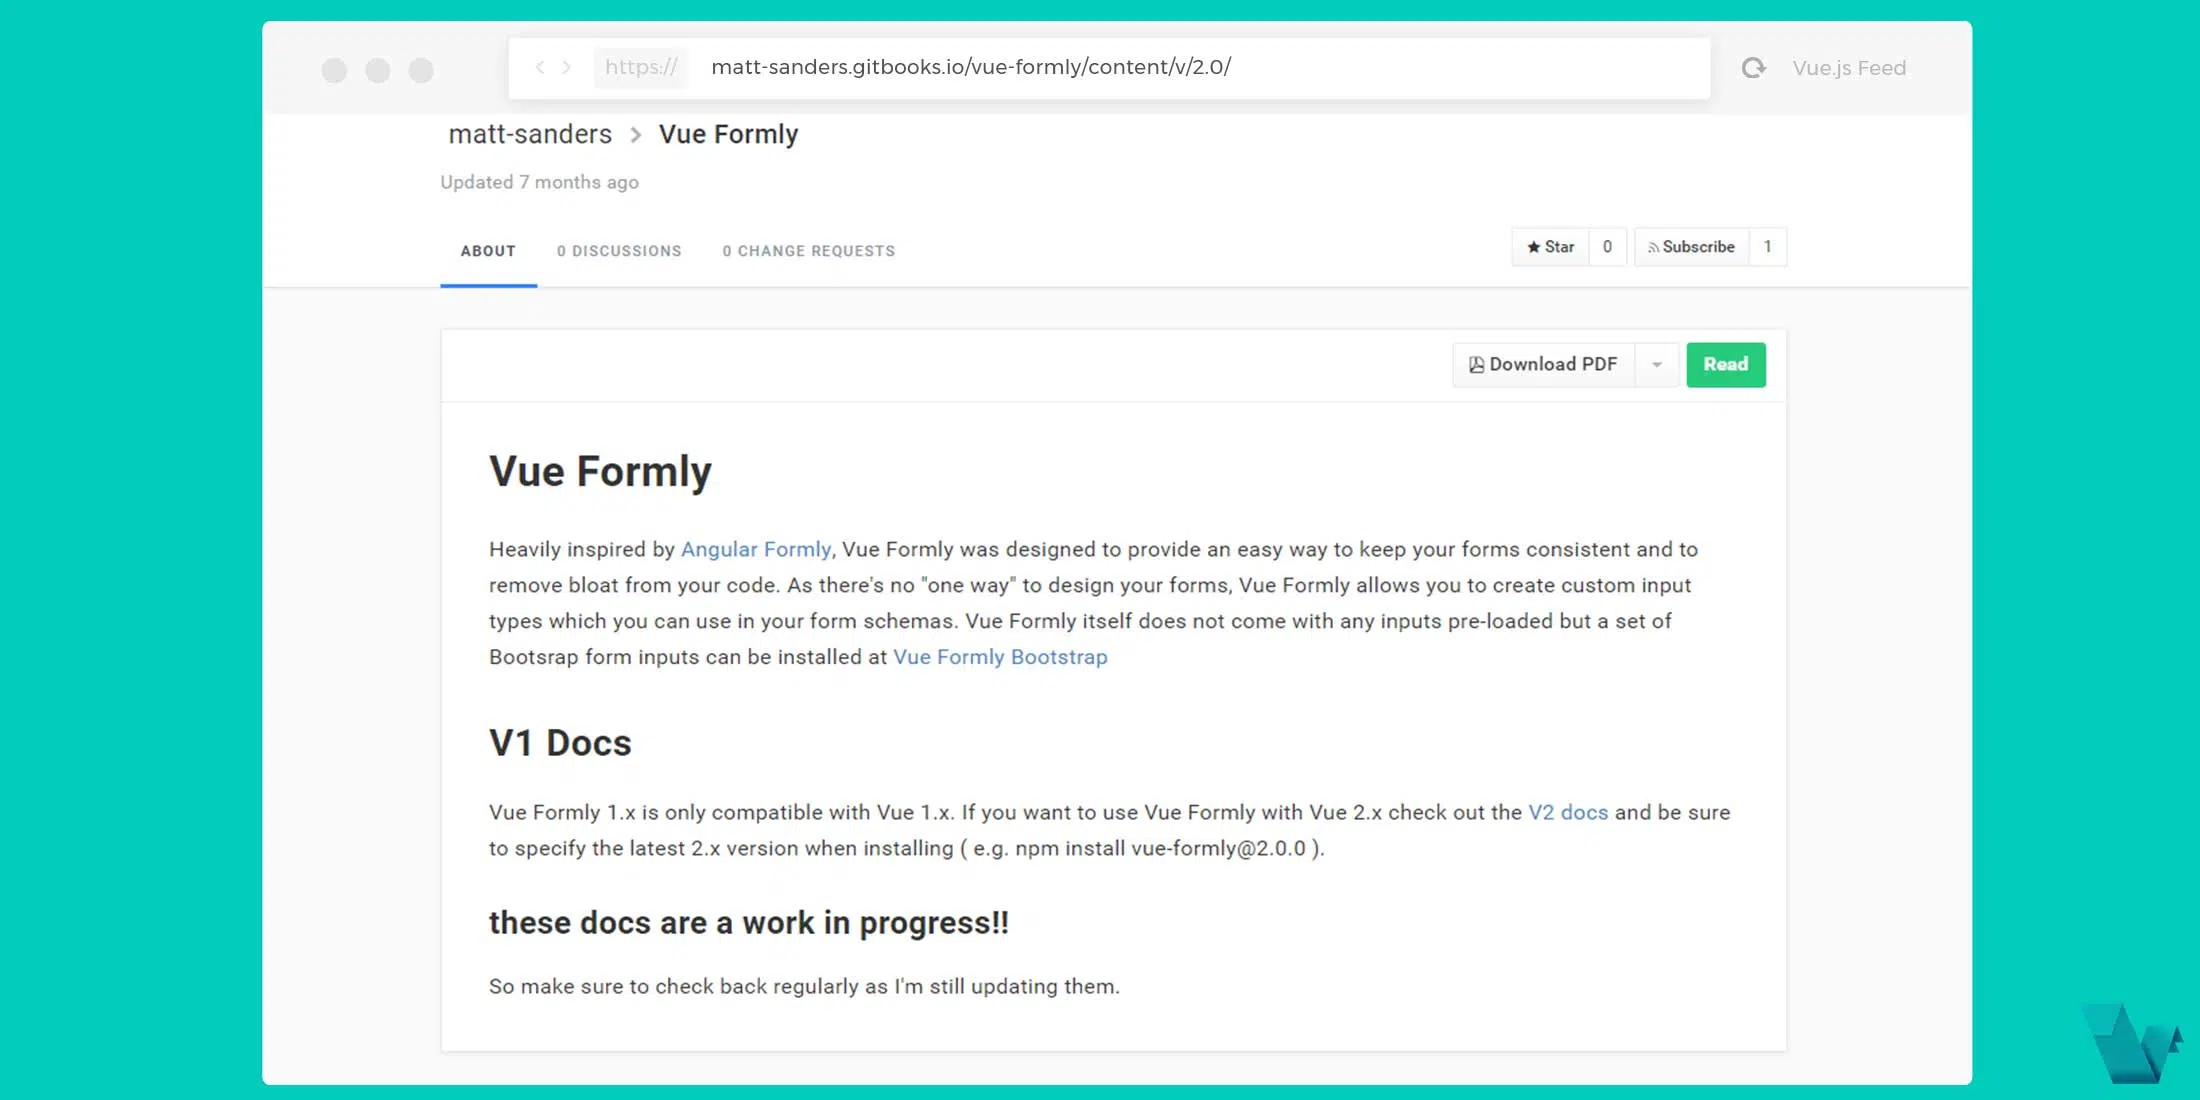 https:// matt-sanders.gitbooks.io/vue-formly/content/v/2.0/ Vue.js Feed
matt-sanders > Vue Formly
Updated 7 months ago
ABOUT 0 DISCUSSIONS 0 CHANGE REQUESTS
Star 0 Subscribe 1
Download PDF Read
Vue Formly
Heavily inspired by Angular Formly, Vue Formly was designed to provide an easy way to keep your forms consistent and to
remove bloat from your code. As there's no "one way" to design your forms, Vue Formly allows you to create custom input
types which you can use in your form schemas. Vue Formly itself does not come with any inputs pre-loaded but a set of
Bootsrap form inputs can be installed at Vue Formly Bootstrap
V1 Docs
Vue Formly 1.x is only compatible with Vue 1.x. If you want to use Vue Formly with Vue 2.x check out the V2 docs and be sure
to specify the latest 2.x version when installing ( e.g. npm install vue-formly@2.0.0 ).
these docs are a work in progress!!
So make sure to check back regularly as I'm still updating them.